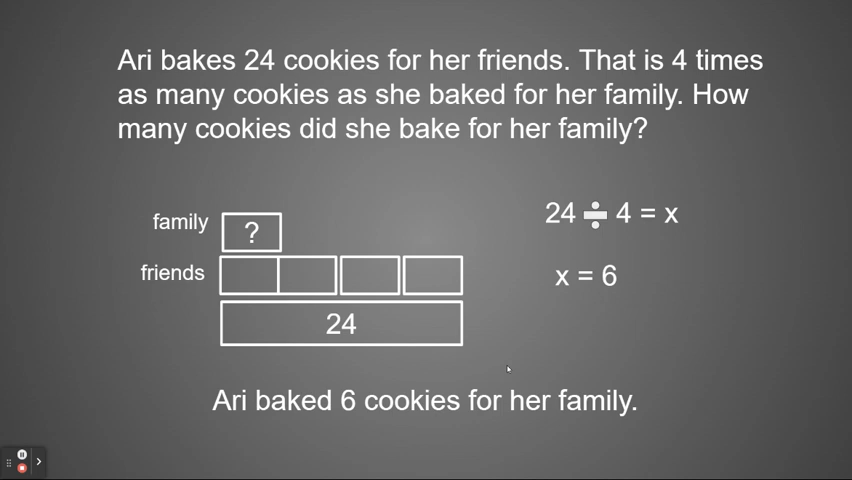 Ari bakes 24 cookies for her friends. That is 4 times
as many cookies as she baked for her family. How
many cookies did she bake for her family?
family
?
24 ÷ 4 = x
friends
x = 6
24
Ari baked 6 cookies for her family.